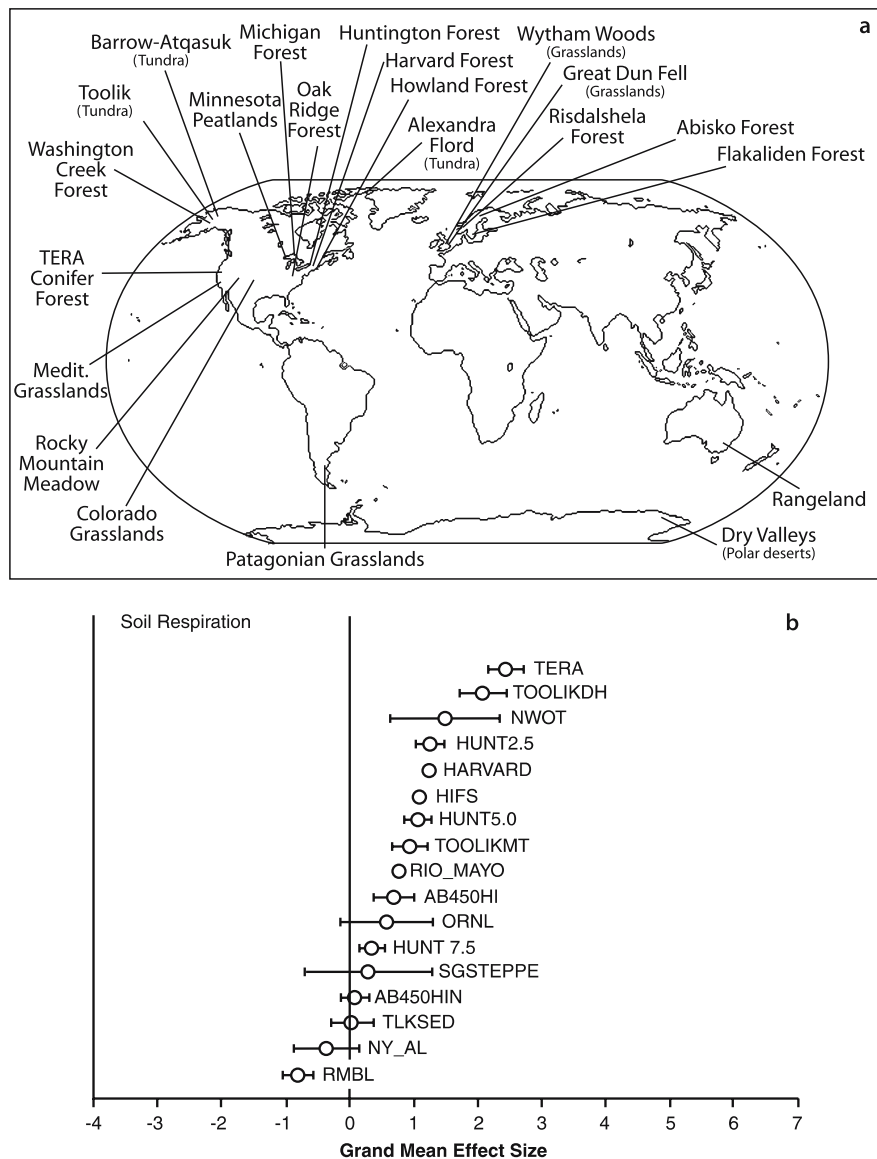 a
Barrow-Atqasuk
(Tundra)
Michigan
Forest
Huntington Forest
Harvard Forest
Howland Forest
Wytham Woods
(Grasslands)
Great Dun Fell
(Grasslands)
Toolik
(Tundra)
Minnesota
Peatlands
Oak
Ridge
Forest
Alexandra
Flord
(Tundra)
Risdalshela
Forest
Abisko Forest
Flakaliden Forest
Washington
Creek
Forest
TERA
Conifer
Forest
Medit.
Grasslands
Rocky
Mountain
Meadow
Colorado
Grasslands
Patagonian Grasslands
Rangeland
Dry Valleys
(Polar deserts)
Soil Respiration
b
TERA
TOOLIKDH
NWOT
HUNT2.5
HARVARD
HIFS
HUNT5.0
TOOLIKMT
RIO_MAYO
AB450HI
ORNL
HUNT 7.5
SGSTEPPE
AB450HIN
TLKSED
NY_AL
RMBL
-4 -3 -2 -1 0 1 2 3 4 5 6 7
Grand Mean Effect Size